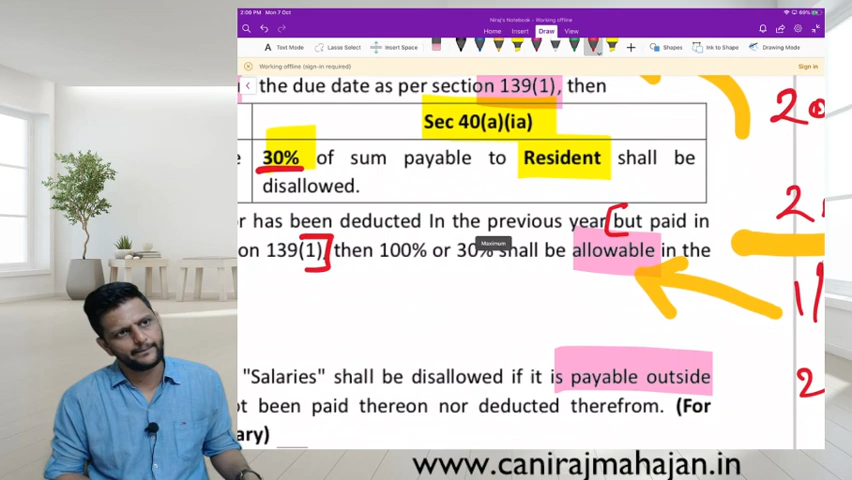 2:08 PM Mon 7 Oct
69%
Niraj's Notebook - Working offline
Home Insert Draw View
Text Mode Lasso Select Insert Space Shapes Ink to Shape Drawing Mode
Working offline (sign-in required) Sign in
the due date as per section 139(1), then
Sec 40(a)(ia)
30% of sum payable to Resident shall be
disallowed.
or has been deducted In the previous year but paid in
on 139(1), then 100% or 30% shall be allowable in the
Maximum
"Salaries" shall be disallowed if it is payable outside
ot been paid thereon nor deducted therefrom. (For
ary)
www.canirajmahajan.in